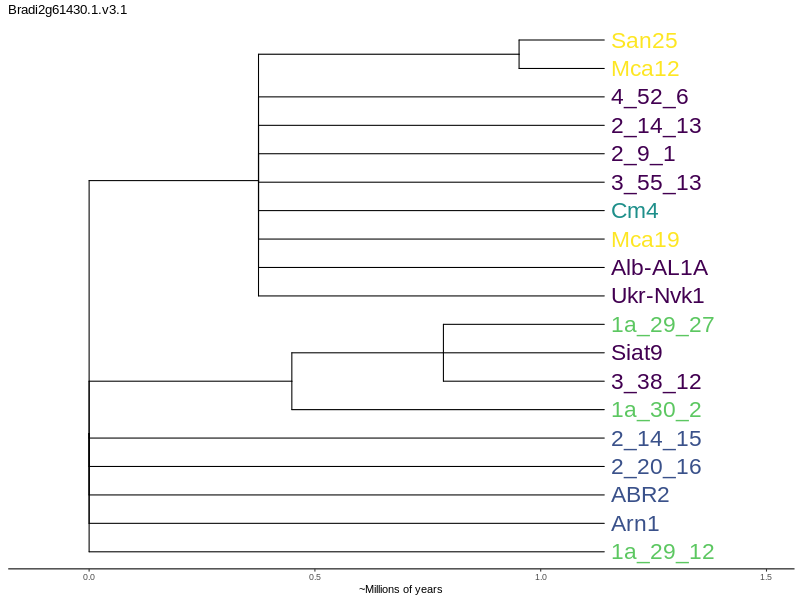 Bradi2g61430.1.v3.1
San25
Mca12
4_52_6
2_14_13
2_9_1
3_55_13
Cm4
Mca19
Alb-AL1A
Ukr-Nvk1
1a_29_27
Siat9
3_38_12
1a_30_2
2_14_15
2_20_16
ABR2
Arn1
1a_29_12
0.0 0.5 1.0 1.5
~Millions of years